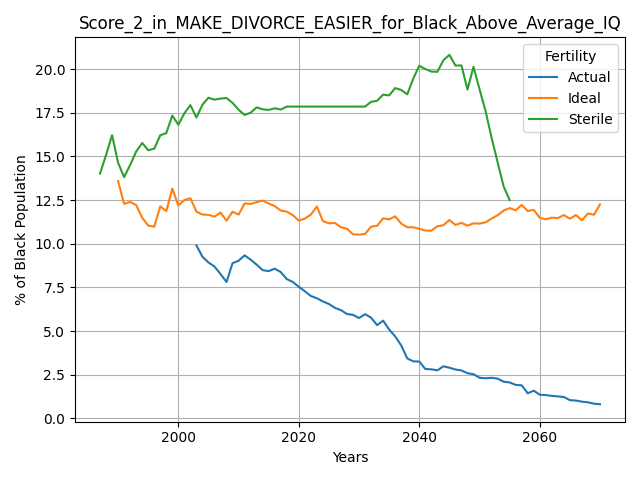 Score_2_in_MAKE_DIVORCE_EASIER_for_Black_Above_Average_IQ
Fertility
Actual
Ideal
Sterile
% of Black Population
20.0
17.5
15.0
12.5
10.0
7.5
5.0
2.5
0.0
2000
2020
2040
2060
Years